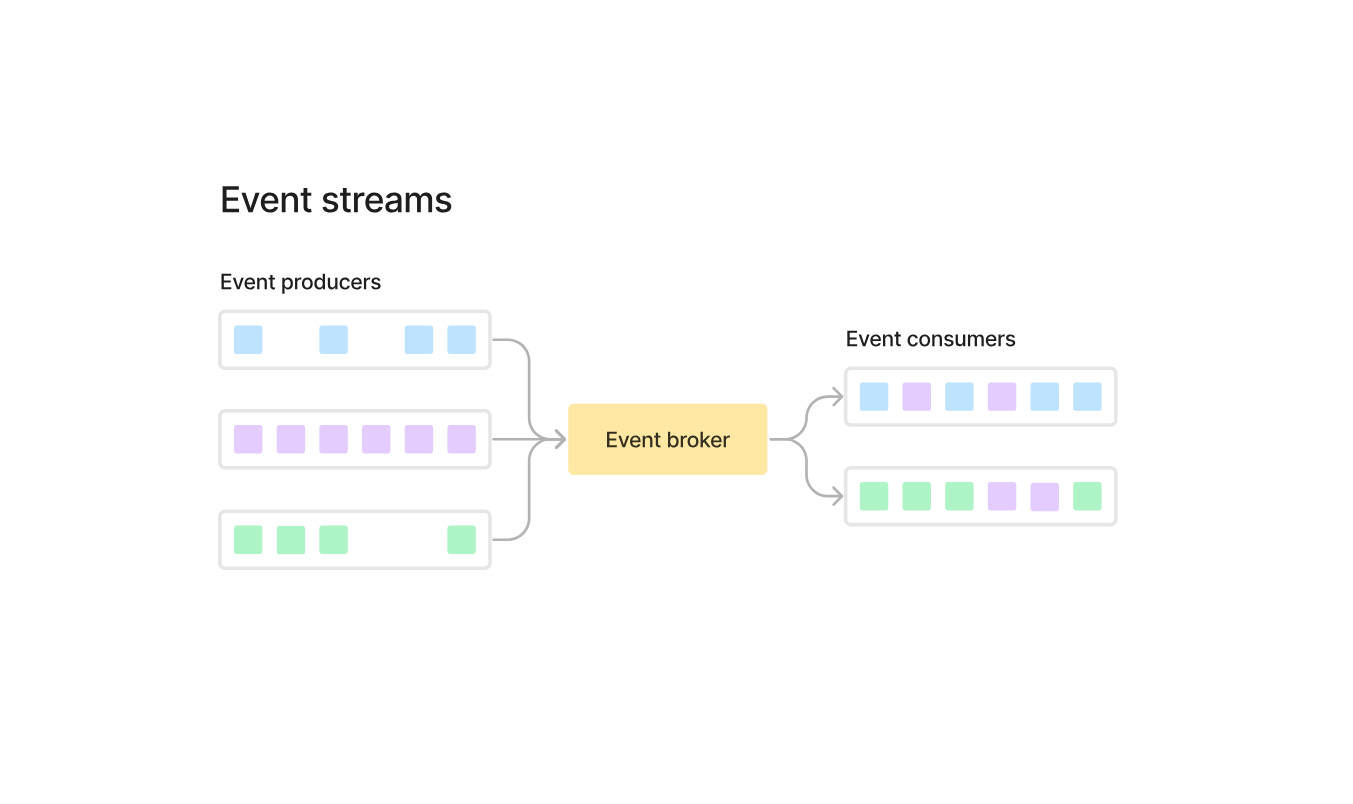 Event streams
Event producers
Event consumers
Event broker